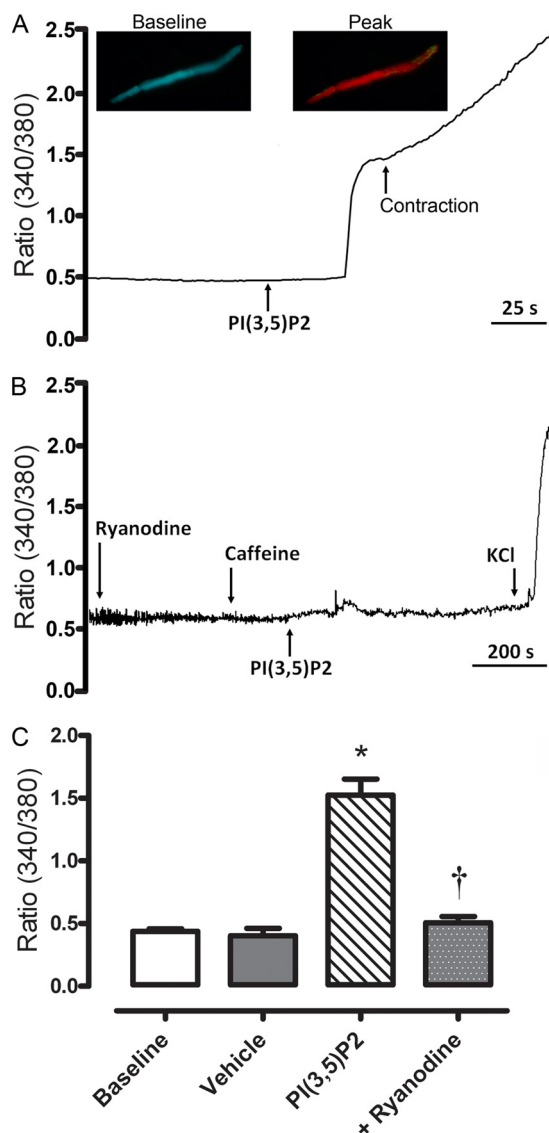 A
Baseline
Peak
Ratio (340/380)
2.5
2.0
1.5
1.0
0.5
0.0
Contraction
PI(3,5)P2
25 s
B
Ratio (340/380)
2.5
2.0
1.5
1.0
0.5
0.0
Ryanodine
Caffeine
KCl
PI(3,5)P2
200 s
C
Ratio (340/380)
2.0
1.5
1.0
0.5
0.0
*
†
Baseline
Vehicle
PI(3,5)P2
+ Ryanodine